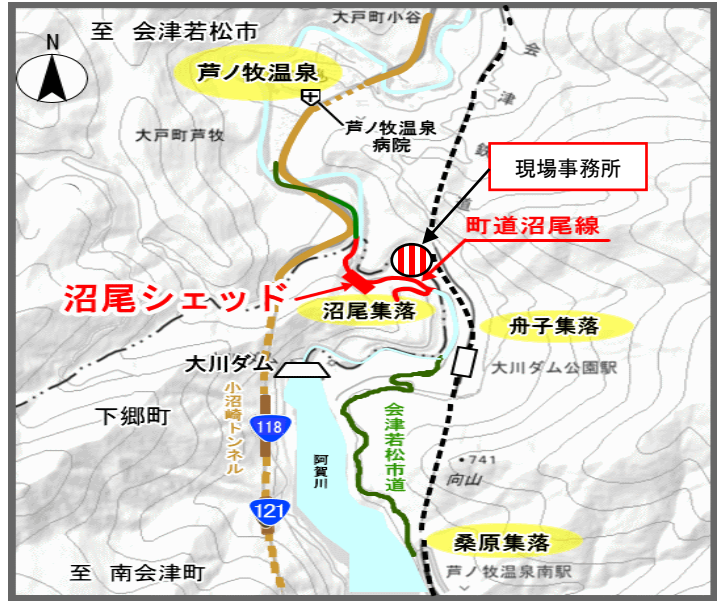 大戸町小谷
至 会津若松市
N
芦ノ牧温泉
会津鉄道
芦ノ牧温泉
病院
大戸町芦牧
現場事務所
町道沼尾線
沼尾シェッド
沼尾集落
舟子集落
大川ダム
大川ダム公園駅
小沼崎トンネル
下郷町
118
会津若松市道
阿賀川
・741
向山
121
桑原集落
至 南会津町
芦ノ牧温泉南駅